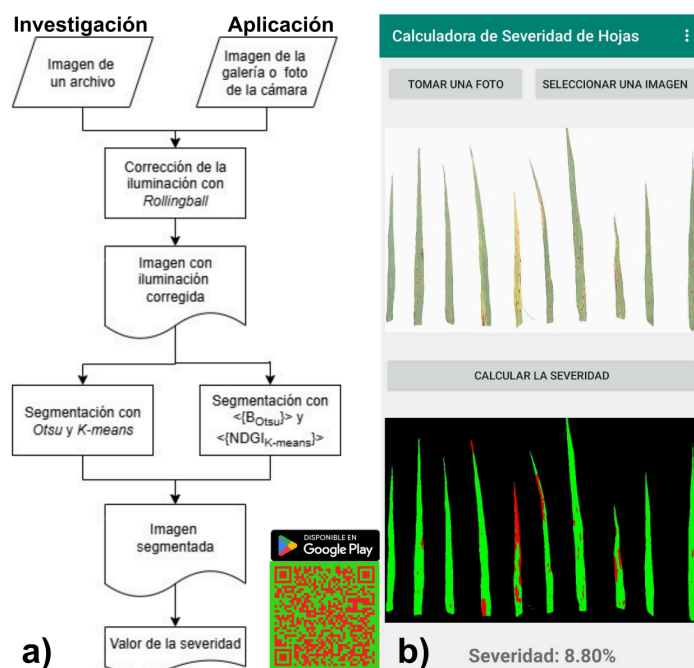 Investigación
Aplicación
Imagen de
un archivo
Imagen de la
galería o foto
de la cámara
Corrección de la
iluminación con
Rollingball
Imagen con
iluminación
corregida
Segmentación con
Otsu y K-means
Segmentación con
<{B_Otsu}> y
<{NDGI_K-means}>
Imagen
segmentada
Valor de la severidad
a)
DISPONIBLE EN
Google Play
Calculadora de Severidad de Hojas
TOMAR UNA FOTO
SELECCIONAR UNA IMAGEN
CALCULAR LA SEVERIDAD
b)
Severidad: 8.80%